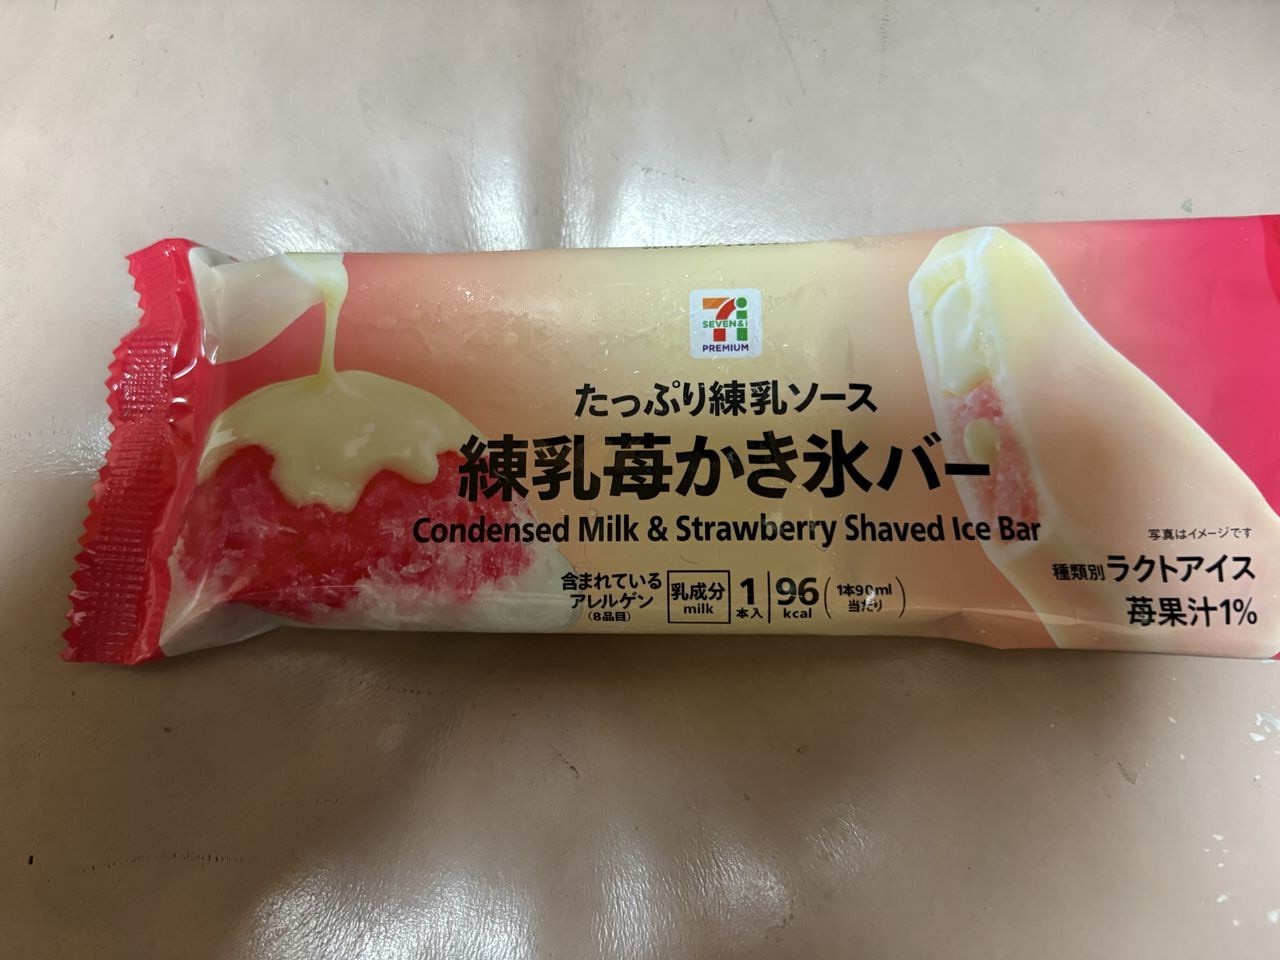 7i
SEVEN&i
PREMIUM
たっぷり練乳ソース
練乳苺かき氷バー
Condensed Milk & Strawberry Shaved Ice Bar
写真はイメージです
種類別ラクトアイス
苺果汁1%
含まれている
アレルゲン
(8品目)
乳成分
milk
1
本入
96
kcal
(1本90ml
当たり)